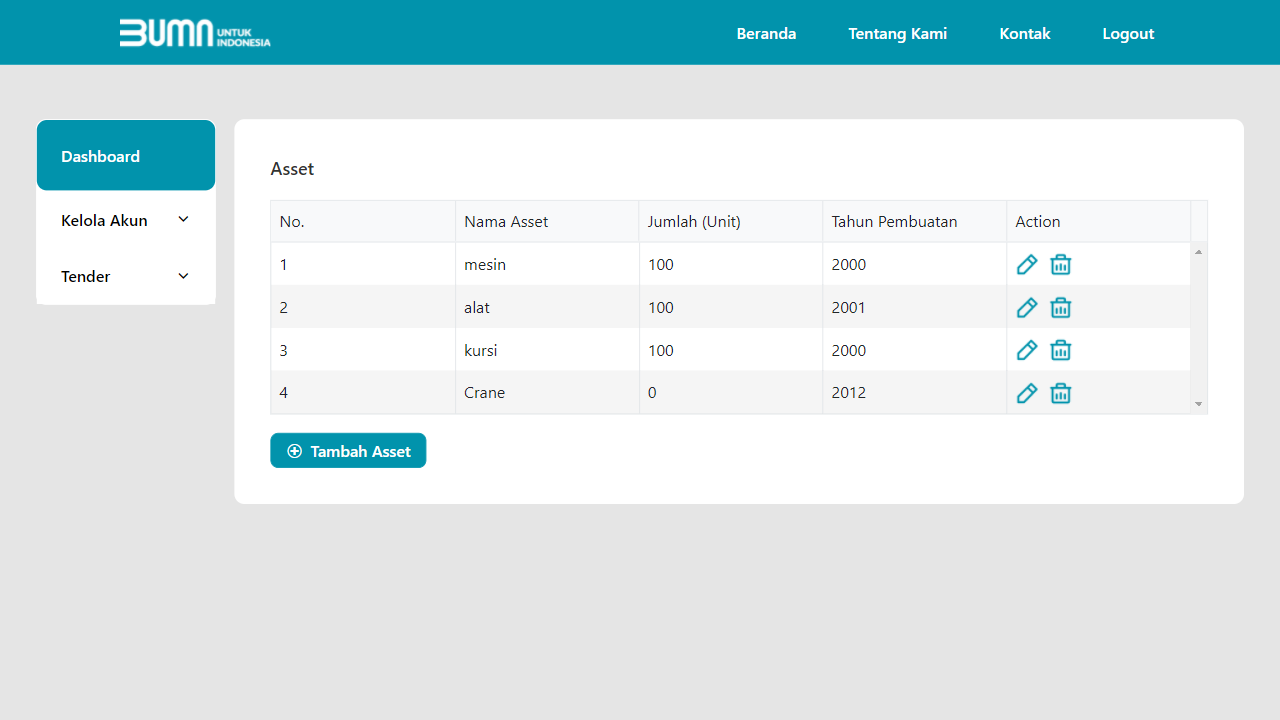 BUMN UNTUK INDONESIA
Beranda Tentang Kami Kontak Logout
Dashboard
Kelola Akun
Tender
Asset
No. Nama Asset Jumlah (Unit) Tahun Pembuatan Action
1 mesin 100 2000
2 alat 100 2001
3 kursi 100 2000
4 Crane 0 2012
Tambah Asset